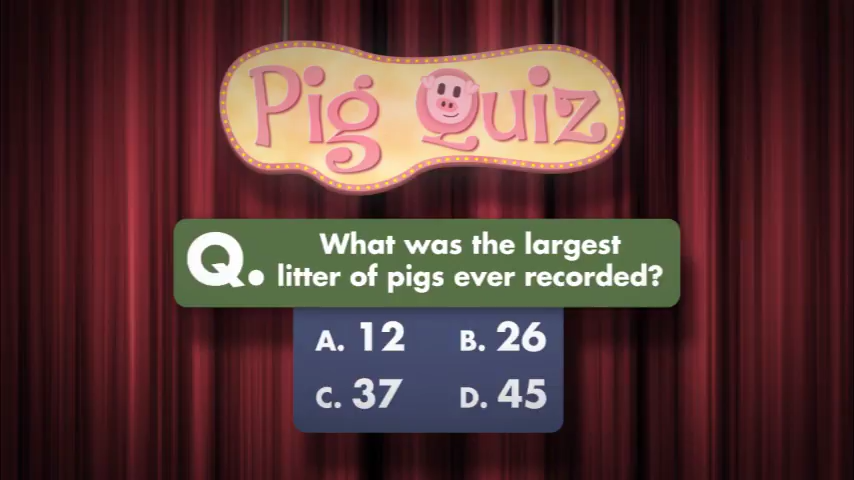 Pig Quiz
Q. What was the largest
litter of pigs ever recorded?
A. 12 B. 26
C. 37 D. 45